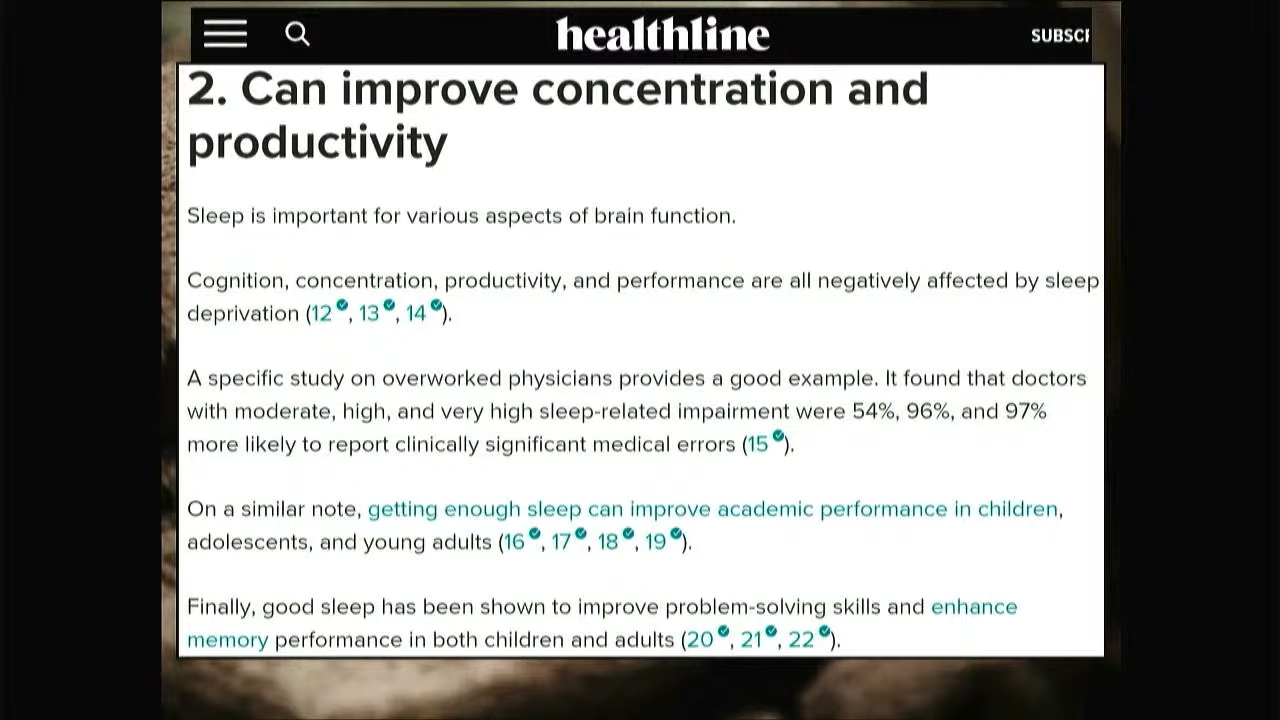 healthline
SUBSCR
2. Can improve concentration and
productivity
Sleep is important for various aspects of brain function.
Cognition, concentration, productivity, and performance are all negatively affected by sleep
deprivation (12, 13, 14).
A specific study on overworked physicians provides a good example. It found that doctors
with moderate, high, and very high sleep-related impairment were 54%, 96%, and 97%
more likely to report clinically significant medical errors (15).
On a similar note, getting enough sleep can improve academic performance in children,
adolescents, and young adults (16, 17, 18, 19).
Finally, good sleep has been shown to improve problem-solving skills and enhance
memory performance in both children and adults (20, 21, 22).